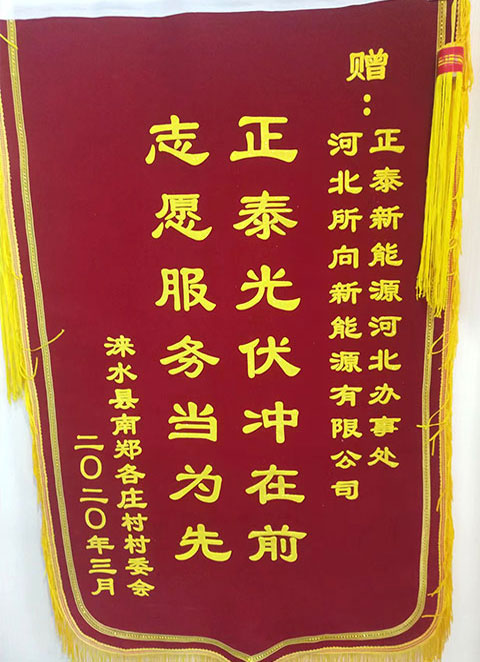 赠：
正泰新能源河北办事处
河北所向新能源有限公司
正泰光伏冲在前
志愿服务当为先
涞水县南郑各庄村村委会
二〇二〇年三月